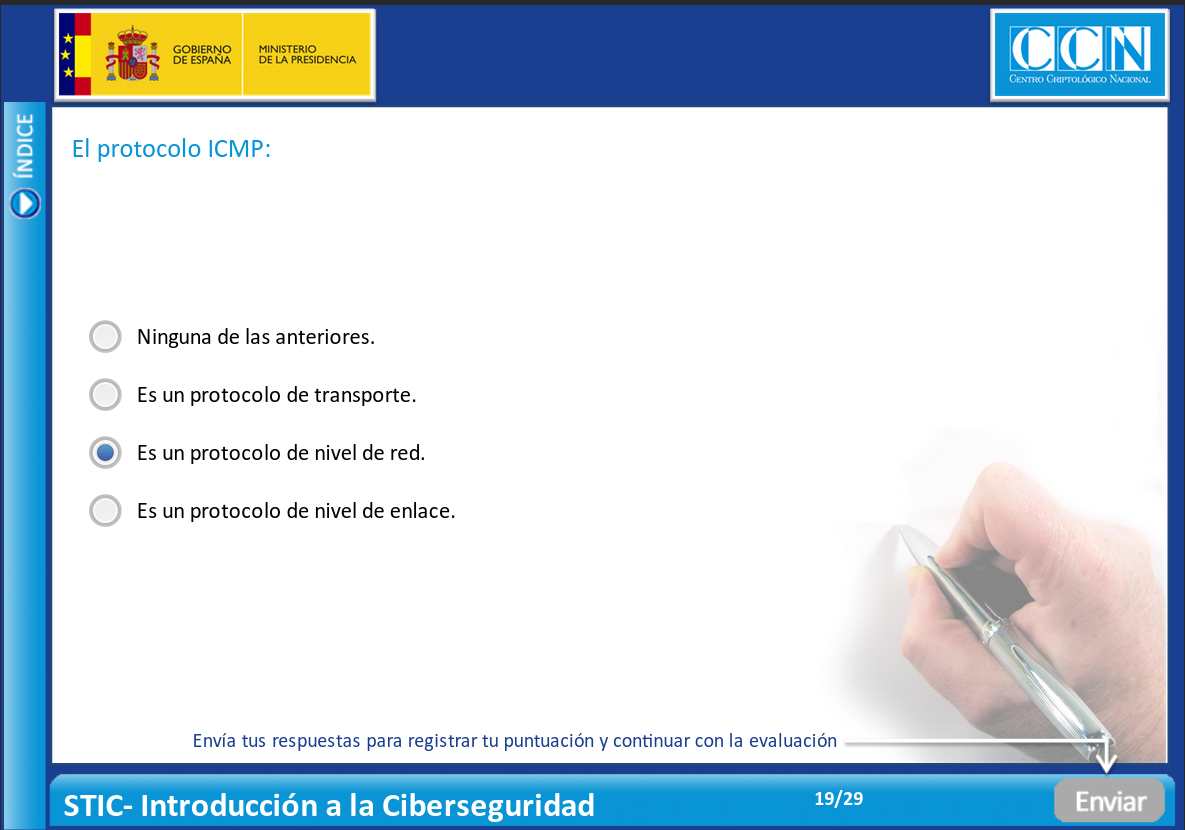 GOBIERNO
DE ESPAÑA
MINISTERIO
DE LA PRESIDENCIA
CCN
CENTRO CRIPTOLÓGICO NACIONAL
ÍNDICE
El protocolo ICMP:
Ninguna de las anteriores.
Es un protocolo de transporte.
Es un protocolo de nivel de red.
Es un protocolo de nivel de enlace.
Envía tus respuestas para registrar tu puntuación y continuar con la evaluación
STIC- Introducción a la Ciberseguridad
19/29
Enviar